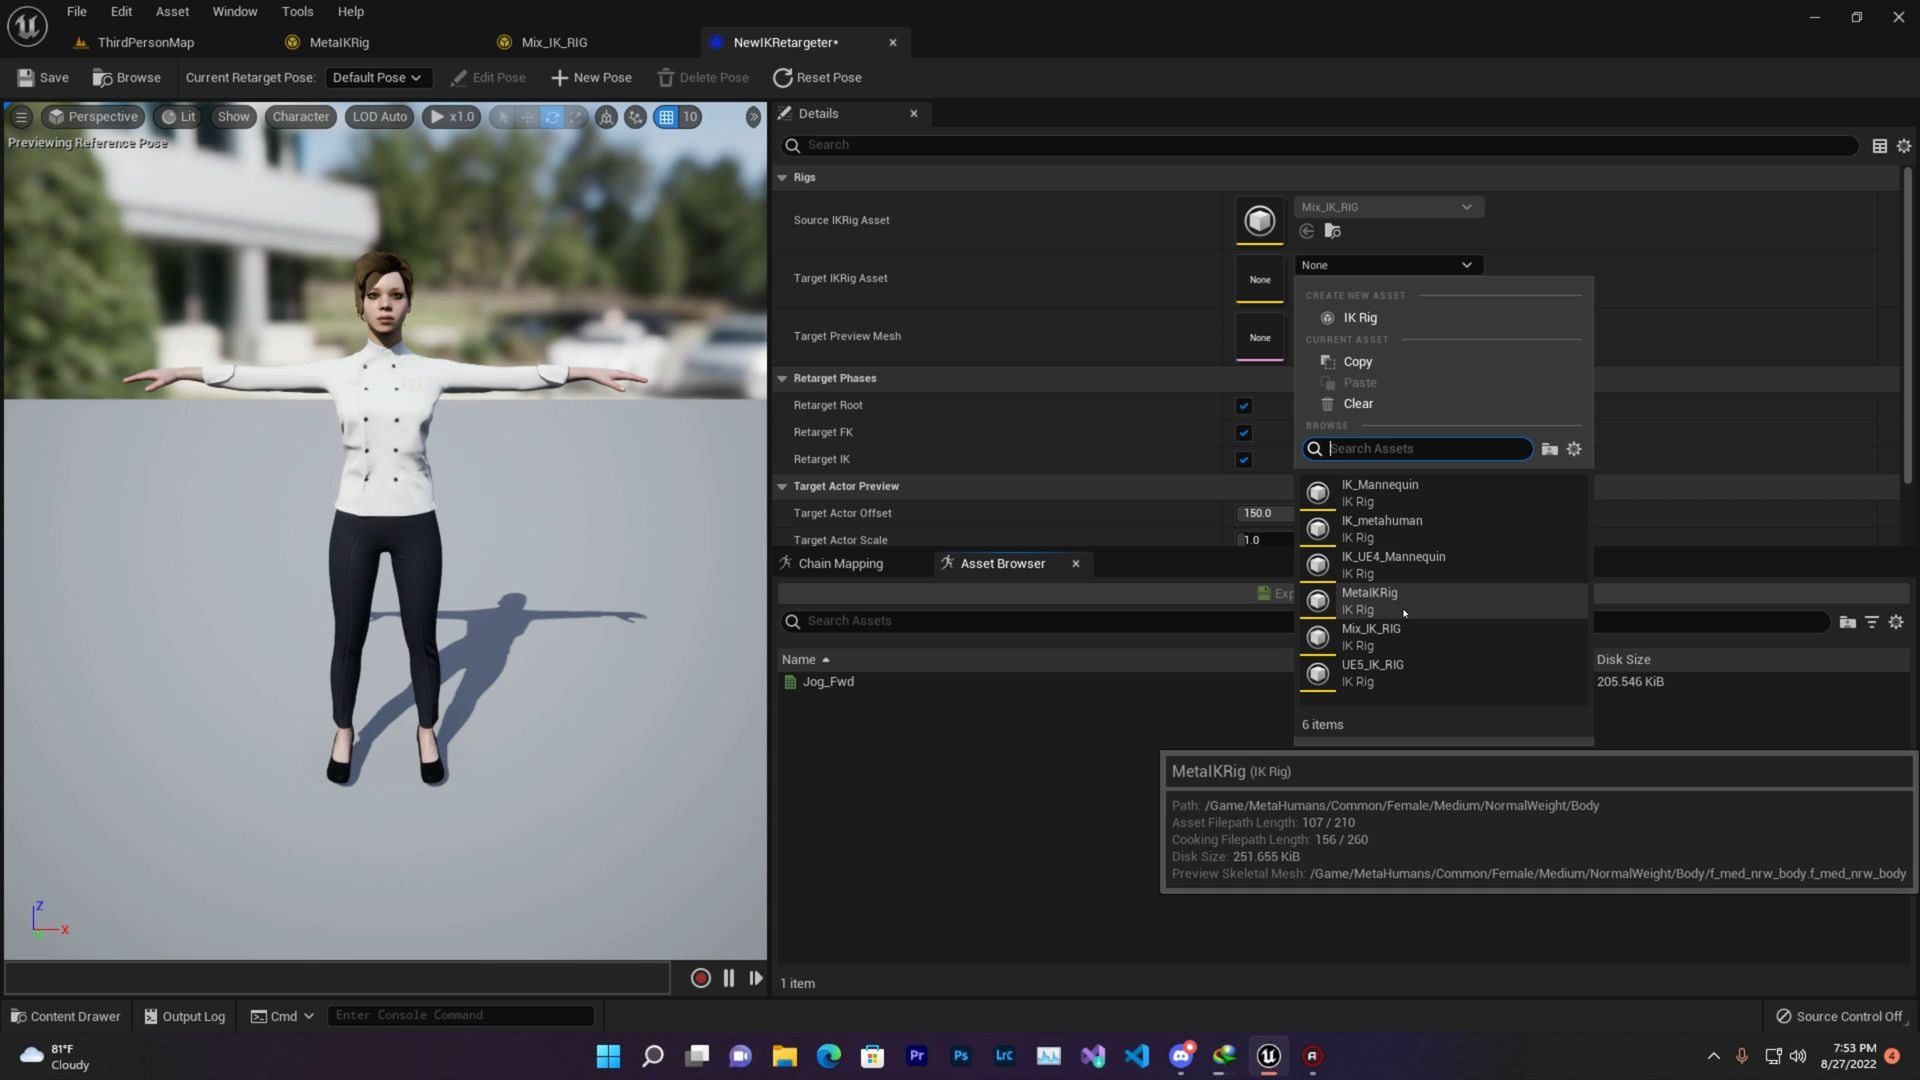 File Edit Asset Window Tools Help
ThirdPersonMap MetaIKRig Mix_IK_RIG NewIKRetargeter*
Save Browse Current Retarget Pose: Default Pose Edit Pose New Pose Delete Pose Reset Pose
Perspective Lit Show Character LOD Auto x1.0 10
Previewing Reference Pose
Details
Search
Rigs
Source IKRig Asset Mix_IK_RIG
Target IKRig Asset None None
Target Preview Mesh None
Retarget Phases
Retarget Root
Retarget FK
Retarget IK
Target Actor Preview
Target Actor Offset 150.0
Target Actor Scale 1.0
CREATE NEW ASSET
IK Rig
CURRENT ASSET
Copy
Paste
Clear
BROWSE
Search Assets
IK_Mannequin
IK Rig
IK_metahuman
IK Rig
IK_UE4_Mannequin
IK Rig
MetaIKRig
IK Rig
Mix_IK_RIG
IK Rig
UE5_IK_RIG
IK Rig
6 items
Chain Mapping Asset Browser
Exp
Search Assets
Name Disk Size
Jog_Fwd 205.546 KiB
MetaIKRig (IK Rig)
Path: /Game/MetaHumans/Common/Female/Medium/NormalWeight/Body
Asset Filepath Length: 107 / 210
Cooking Filepath Length: 156 / 260
Disk Size: 251.655 KiB
Preview Skeletal Mesh: /Game/MetaHumans/Common/Female/Medium/NormalWeight/Body/f_med_nrw_body.f_med_nrw_body
Z
X
Y
1 item
Content Drawer Output Log Cmd Enter Console Command Source Control Off
81°F
Cloudy
Pr Ps Lrc
7:53 PM
8/27/2022
4